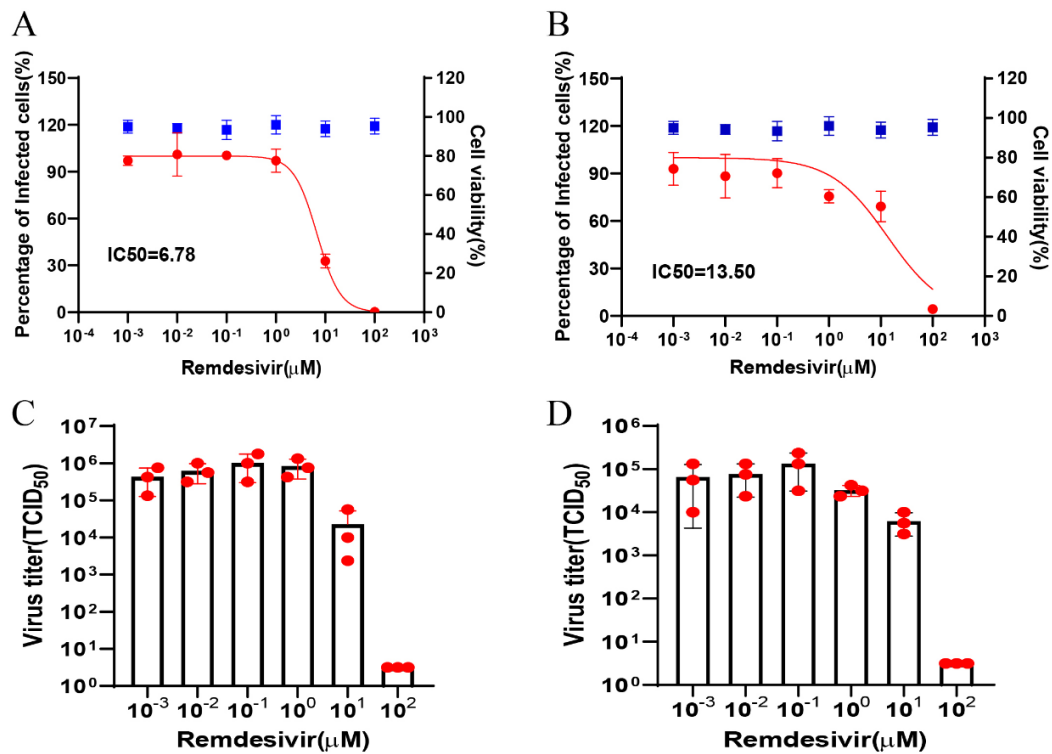 A
Percentage of Infected cells(%)
150
120
90
60
30
0
IC50=6.78
120
100
80
60
40
20
0
Cell viability(%)
10⁻⁴ 10⁻³ 10⁻² 10⁻¹ 10⁰ 10¹ 10² 10³
Remdesivir(μM)
B
Percentage of Infected cells(%)
150
120
90
60
30
0
IC50=13.50
120
100
80
60
40
20
0
Cell viability(%)
10⁻⁴ 10⁻³ 10⁻² 10⁻¹ 10⁰ 10¹ 10² 10³
Remdesivir(μM)
C
Virus titer(TCID₅₀)
10⁷
10⁶
10⁵
10⁴
10³
10²
10¹
10⁰
10⁻³ 10⁻² 10⁻¹ 10⁰ 10¹ 10²
Remdesivir(μM)
D
Virus titer(TCID₅₀)
10⁶
10⁵
10⁴
10³
10²
10¹
10⁰
10⁻³ 10⁻² 10⁻¹ 10⁰ 10¹ 10²
Remdesivir(μM)